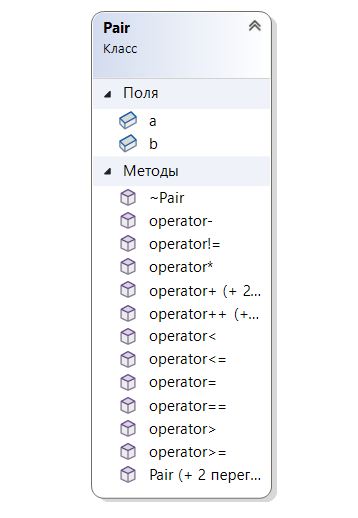 Pair
Класс
Поля
a
b
Методы
~Pair
operator-
operator!=
operator*
operator+ (+ 2...
operator++ (+...
operator<
operator<=
operator=
operator==
operator>
operator>=
Pair (+ 2 перег...